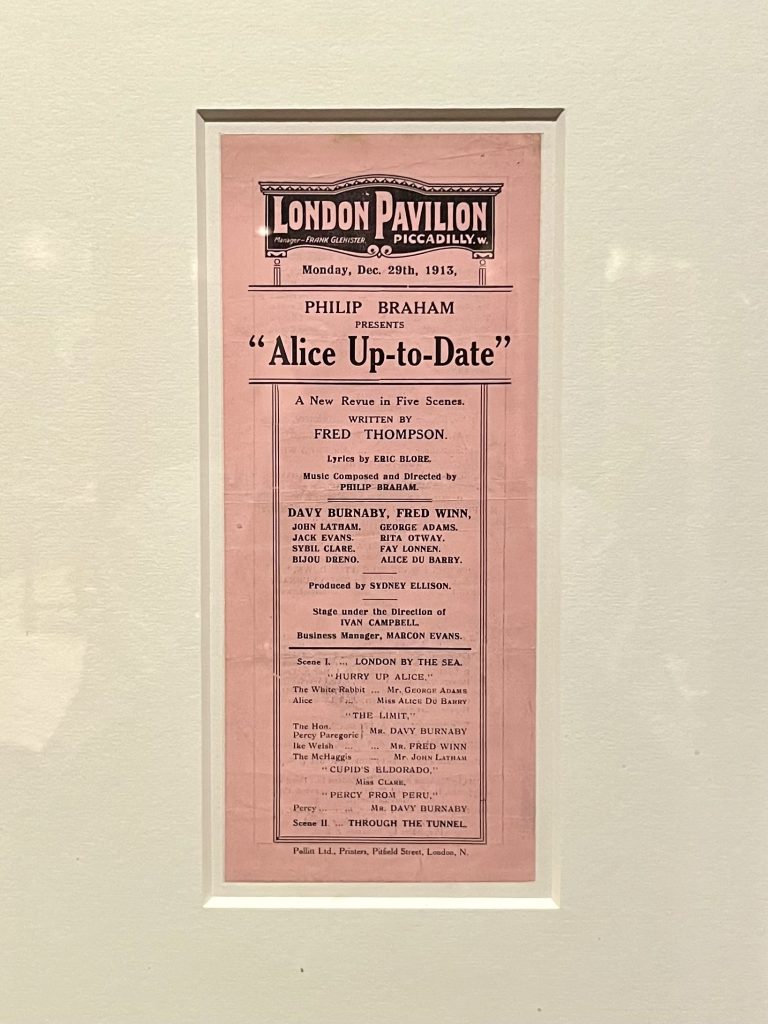 LONDON PAVILION
Manager-FRANK GLENISTER. PICCADILLY. W.
Monday, Dec. 29th, 1913,
PHILIP BRAHAM
PRESENTS
"Alice Up-to-Date"
A New Revue in Five Scenes.
WRITTEN BY
FRED THOMPSON.
Lyrics by ERIC BLORE.
Music Composed and Directed by
PHILIP BRAHAM.
DAVY BURNABY, FRED WINN,
JOHN LATHAM. GEORGE ADAMS.
JACK EVANS. RITA OTWAY.
SYBIL CLARE. FAY LONNEN.
BIJOU DRENO. ALICE DU BARRY.
Produced by SYDNEY ELLISON.
Stage under the Direction of
IVAN CAMPBELL.
Business Manager, MARCON EVANS.
Scene I. ... LONDON BY THE SEA.
"HURRY UP ALICE,"
The White Rabbit ... Mr. GEORGE ADAMS
Alice ... Miss ALICE DU BARRY
"THE LIMIT,"
The Hon.
Percy Paregoric } MR. DAVY BURNABY
Ike Welsh ... ... MR. FRED WINN
The McHaggis ... Mr. JOHN LATHAM
"CUPID'S ELDORADO,"
Miss CLARE.
"PERCY FROM PERU,"
Percy ... ... MR. DAVY BURNABY
Scene II ... THROUGH THE TUNNEL.
Pollitt Ltd., Printers, Pitfield Street, London, N.